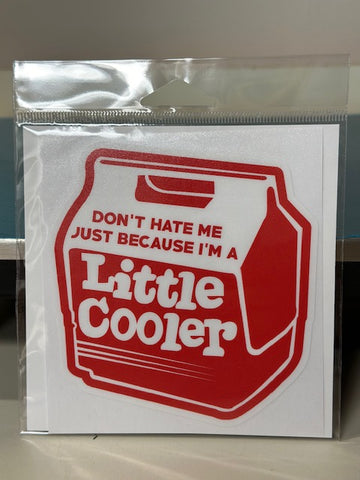 DON'T HATE ME
JUST BECAUSE I'M A
Little
Cooler